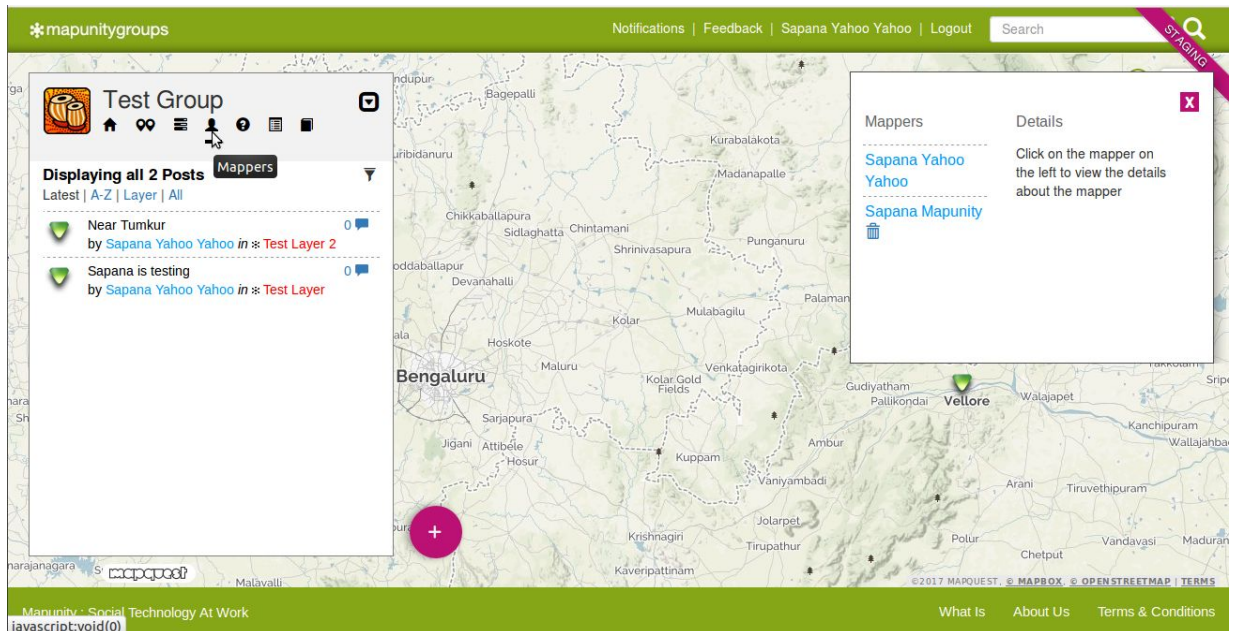 mapunitygroups
Notifications | Feedback | Sapana Yahoo Yahoo | Logout
Search
STAGING
Test Group
Mappers
Displaying all 2 Posts
Latest | A-Z | Layer | All
Near Tumkur
0
by Sapana Yahoo Yahoo in Test Layer 2
Sapana is testing
0
by Sapana Yahoo Yahoo in Test Layer
X
Mappers
Details
Sapana Yahoo
Yahoo
Sapana Mapunity
Click on the mapper on
the left to view the details
about the mapper
ndupur
Bagepalli
uribidanuru
Kurabalakota
Madanapalle
Chikkaballapura
Sidlaghatta
Chintamani
Shrinivasapura
Punganuru
oddaballapur
Devanahalli
Palaman
Mulabagilu
Kolar
Hoskote
Maluru
Venkatagirikota
Bengaluru
Kolar Gold
Fields
Gudiyatham
Pallikondai
Vellore
Walajapet
Kanchipuram
Wallajahba
Sarjapura
Jigani
Attibele
Hosur
Kuppam
Ambur
Vaniyambadi
Arani
Tiruvethipuram
Jolarpet
Krishnagiri
Tirupathur
Polur
Chetput
Vandavasi
Maduran
Kaveripattinam
narajanagara
mapquest
Malavalli
+
©2017 MAPQUEST, © MAPBOX, © OPENSTREETMAP | TERMS
Mapunity : Social Technology At Work
What Is
About Us
Terms & Conditions
javascript:void(0)